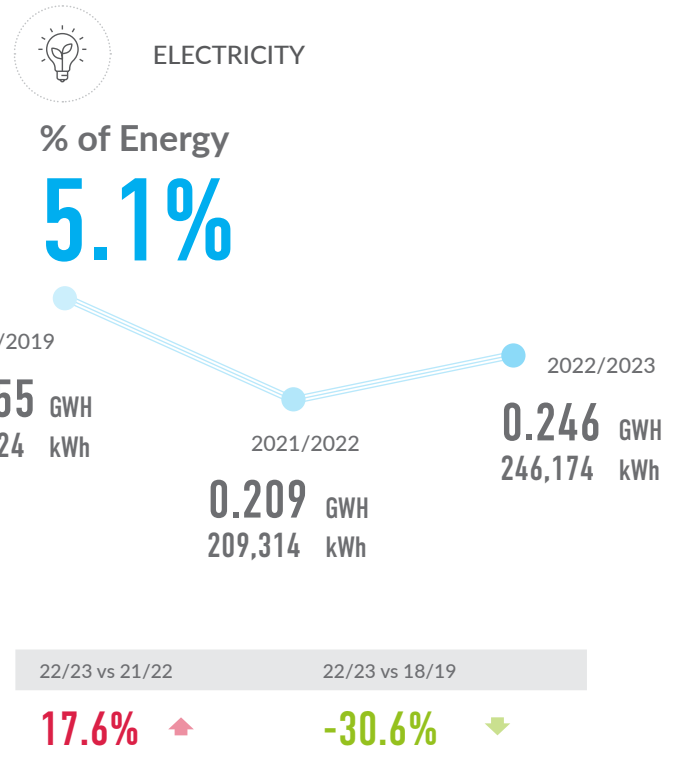 ELECTRICITY
% of Energy
5.1%
/2019
55 GWH
24 kWh
2021/2022
0.209 GWH
209,314 kWh
2022/2023
0.246 GWH
246,174 kWh
22/23 vs 21/22
22/23 vs 18/19
17.6%
-30.6%